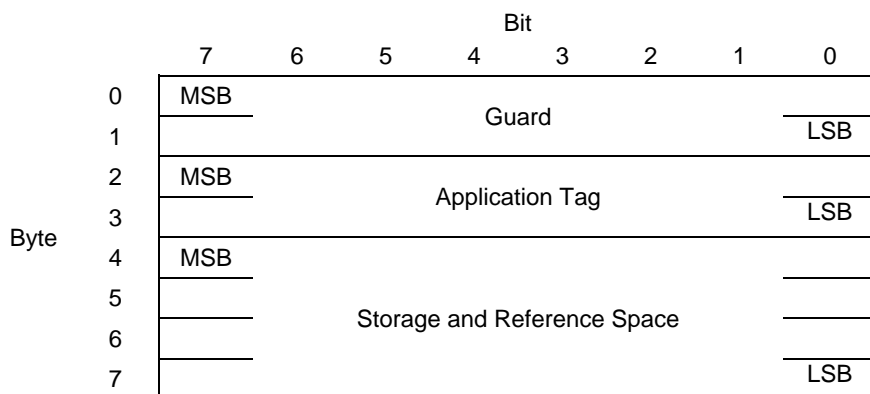 Bit
7 6 5 4 3 2 1 0
0 MSB
Guard
1 LSB
2 MSB
Application Tag
3 LSB
Byte
4 MSB
5
Storage and Reference Space
6
7 LSB